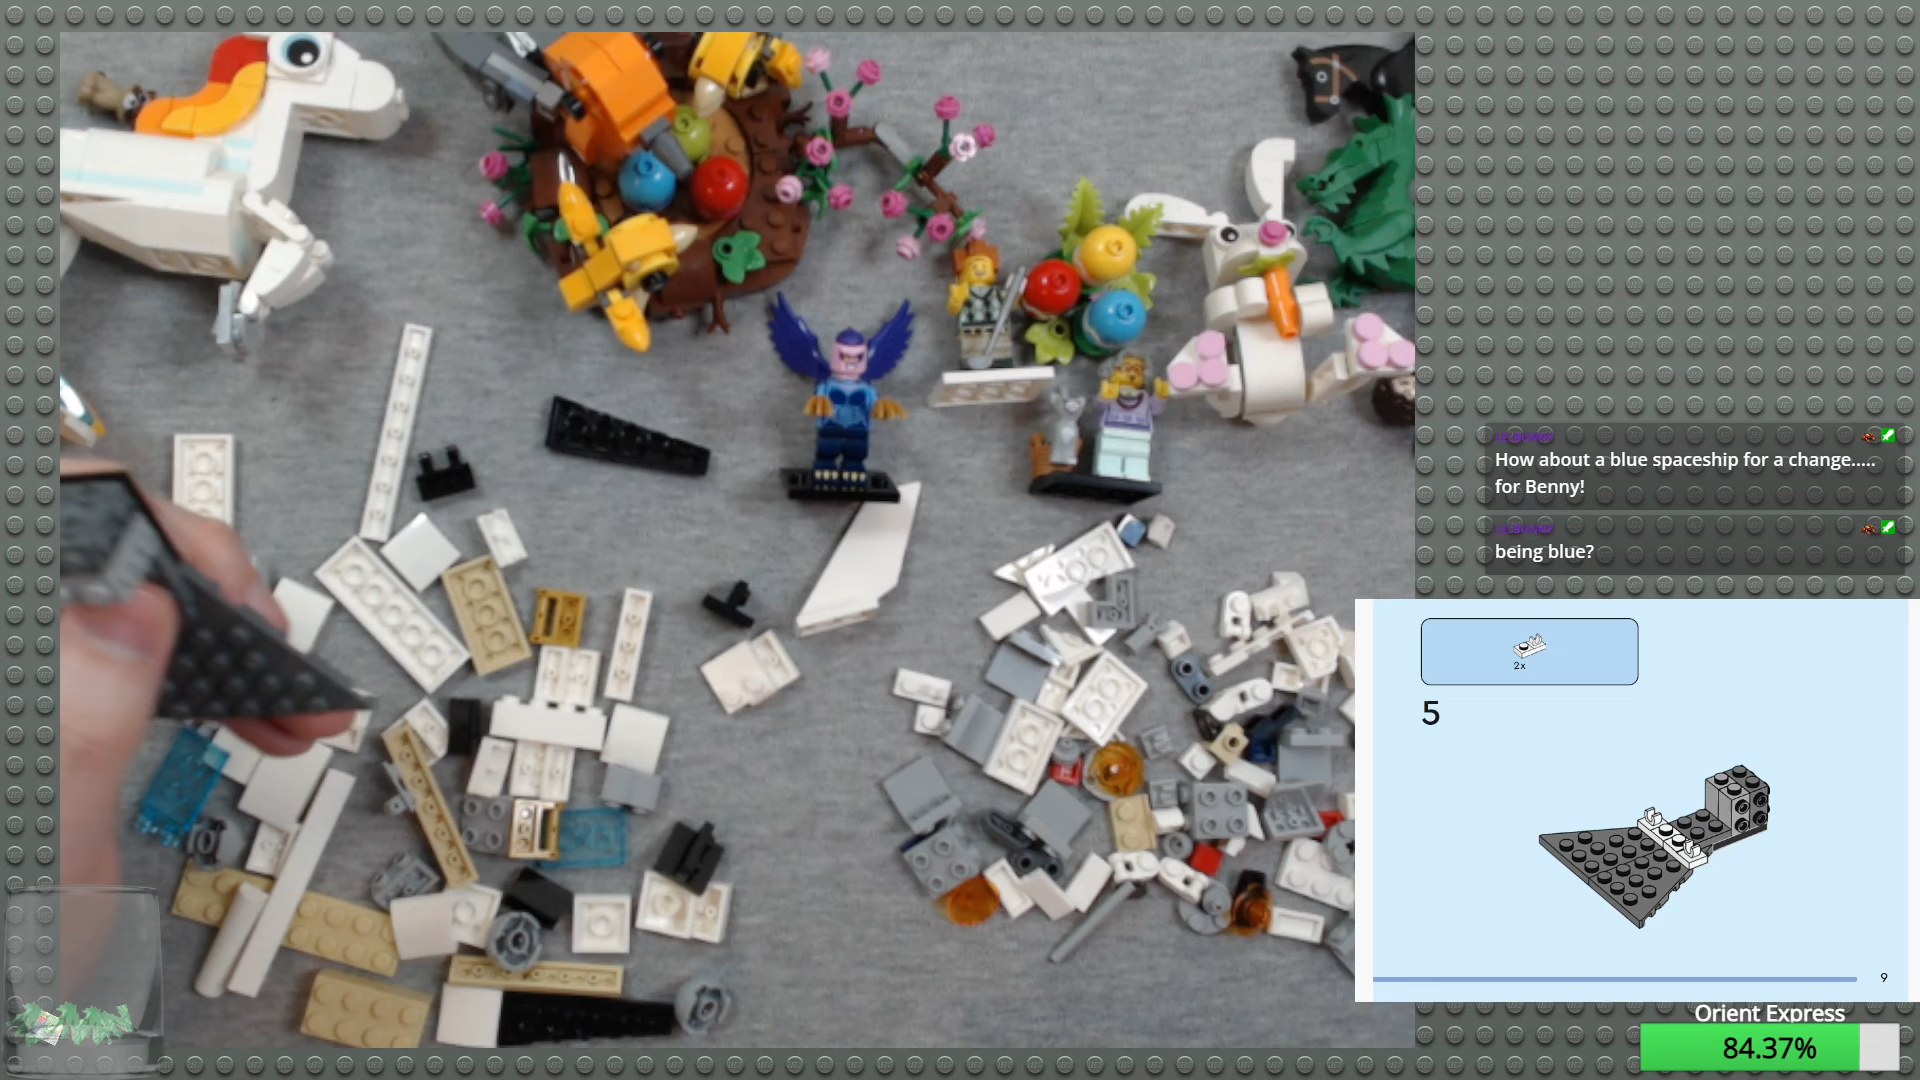 How about a blue spaceship for a change.....
for Benny!
being blue?
2x
5
9
Orient Express
84.37%